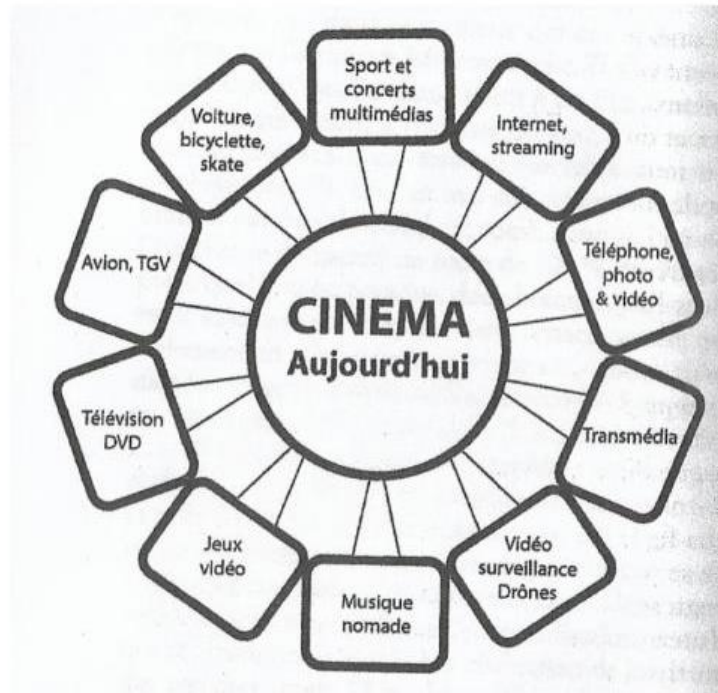 CINEMA
Aujourd'hui
Sport et
concerts
multimédias
internet,
streaming
Téléphone,
photo
& vidéo
Transmédia
Vidéo
surveillance
Drônes
Musique
nomade
Jeux
vidéo
Télévision
DVD
Avion, TGV
Voiture,
bicyclette,
skate